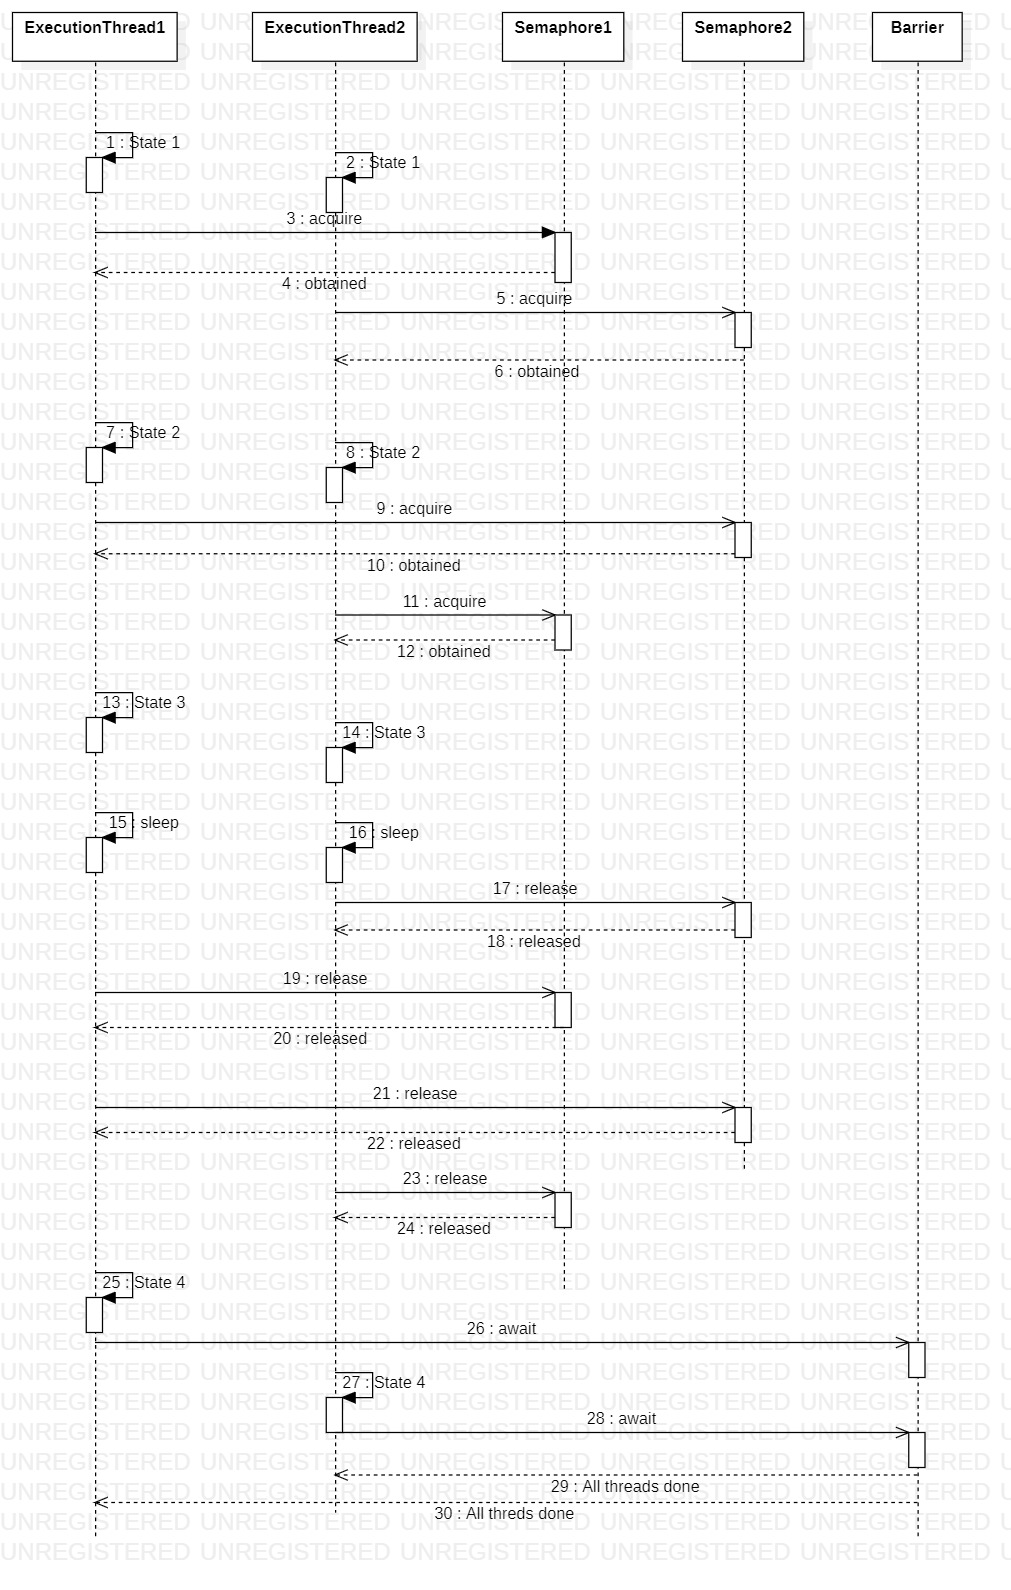 ExecutionThread1 ExecutionThread2 Semaphore1 Semaphore2 Barrier
1 : State 1
2 : State 1
3 : acquire
4 : obtained
5 : acquire
6 : obtained
7 : State 2
8 : State 2
9 : acquire
10 : obtained
11 : acquire
12 : obtained
13 : State 3
14 : State 3
15 : sleep
16 : sleep
17 : release
18 : released
19 : release
20 : released
21 : release
22 : released
23 : release
24 : released
25 : State 4
26 : await
27 : State 4
28 : await
29 : All threads done
30 : All threds done
UNREGISTERED